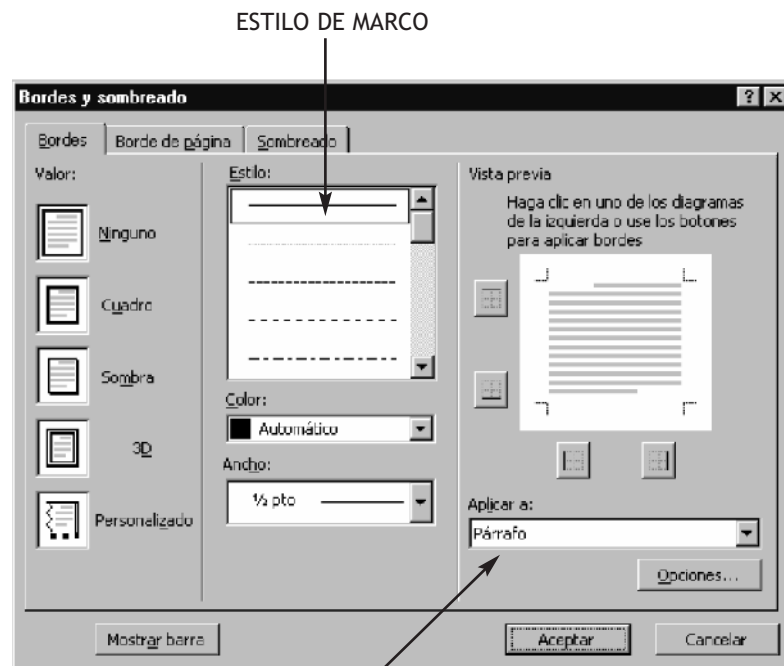 ESTILO DE MARCO
Bordes y sombreado
Bordes
Borde de página
Sombreado
Valor:
Ninguno
Cuadro
Sombra
3D
Personalizado
Estilo:
Color:
Automático
Ancho:
½ pto
Vista previa
Haga clic en uno de los diagramas
de la izquierda o use los botones
para aplicar bordes
Aplicar a:
Párrafo
Opciones...
Mostrar barra
Aceptar
Cancelar